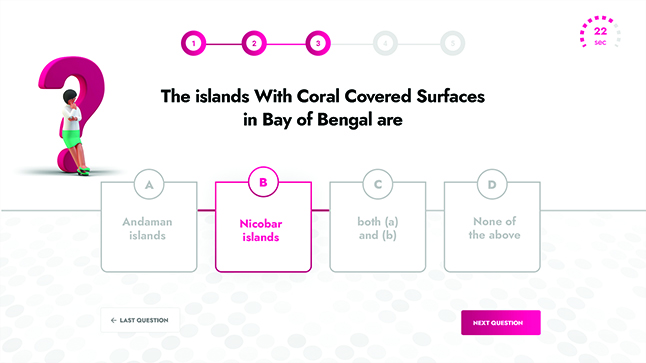 1 2 3 4 5
22
sec
The islands With Coral Covered Surfaces
in Bay of Bengal are
A
Andaman
islands
B
Nicobar
islands
C
both (a)
and (b)
D
None of
the above
← LAST QUESTION
NEXT QUESTION